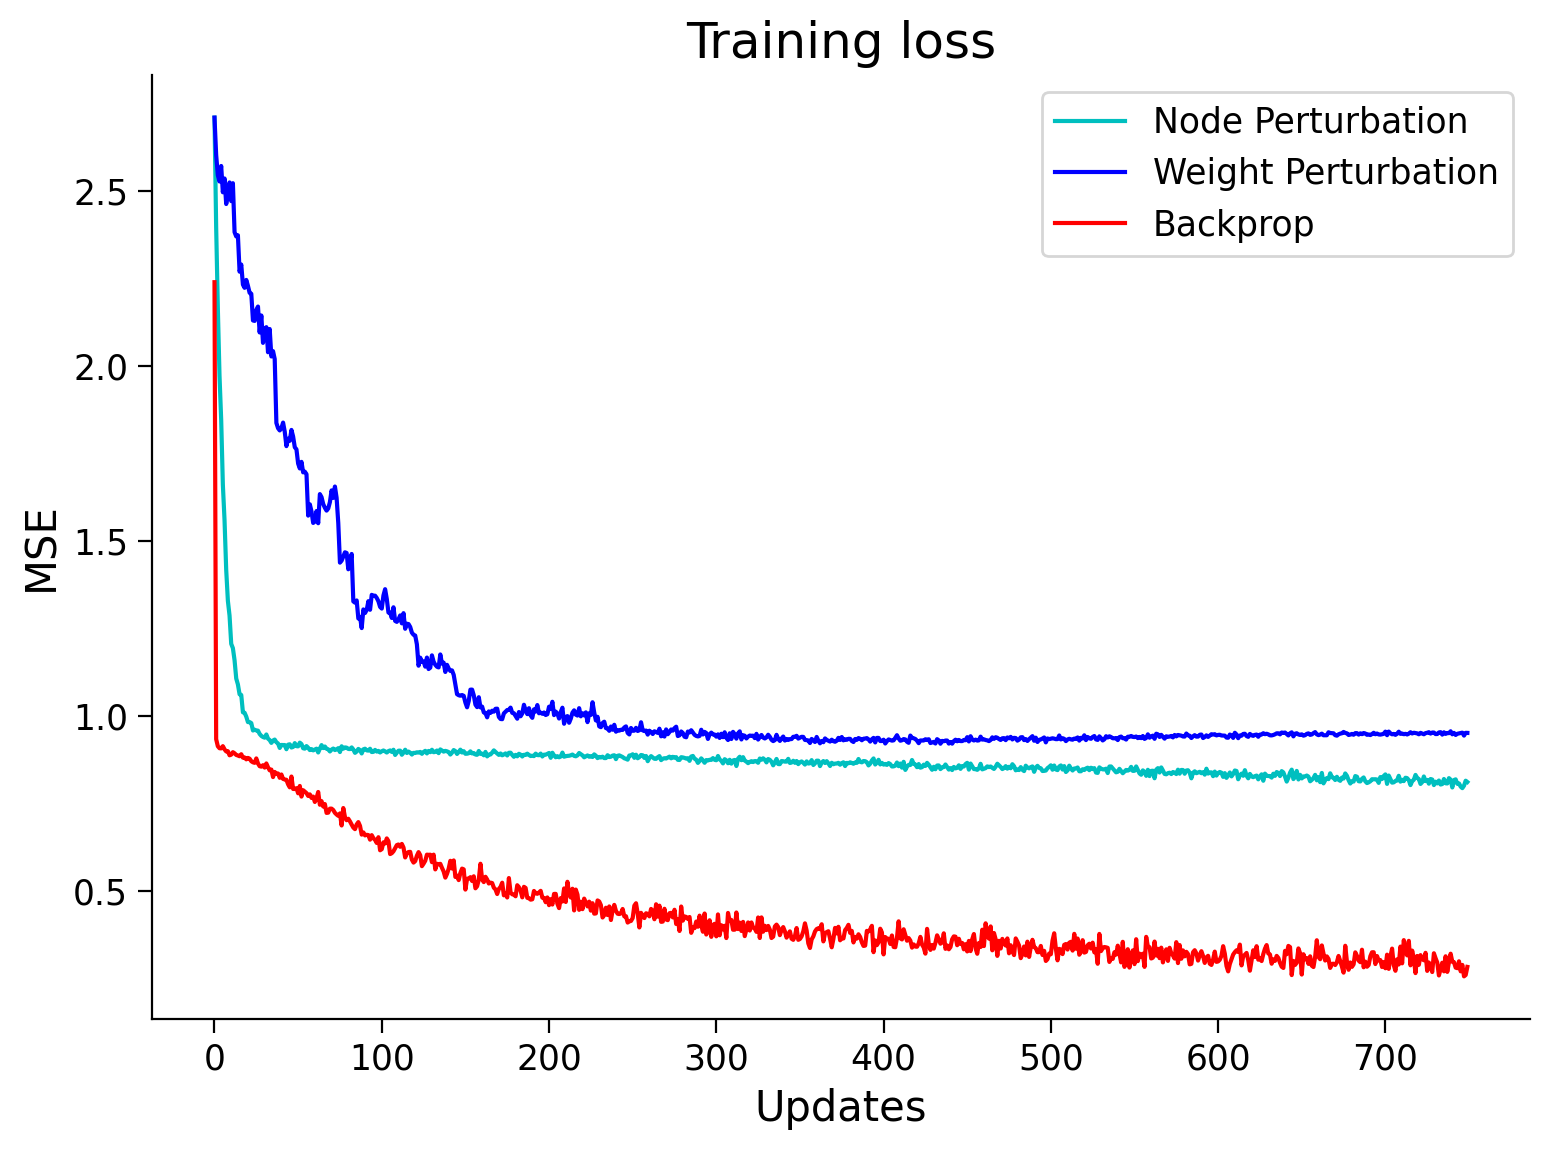 Training loss
Node Perturbation
Weight Perturbation
Backprop
MSE
2.5
2.0
1.5
1.0
0.5
0 100 200 300 400 500 600 700
Updates